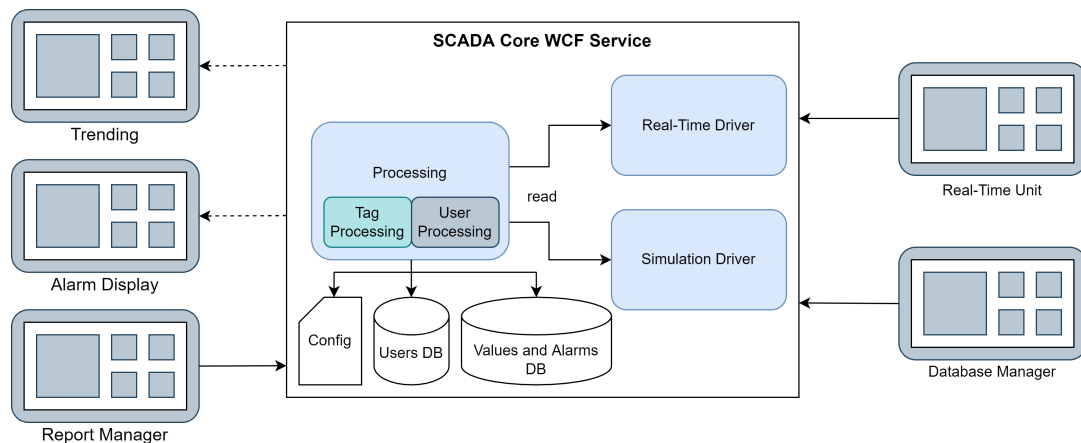 SCADA Core WCF Service
Trending
Alarm Display
Report Manager
Processing
Tag
Processing
User
Processing
read
Real-Time Driver
Simulation Driver
Config
Users DB
Values and Alarms
DB
Real-Time Unit
Database Manager